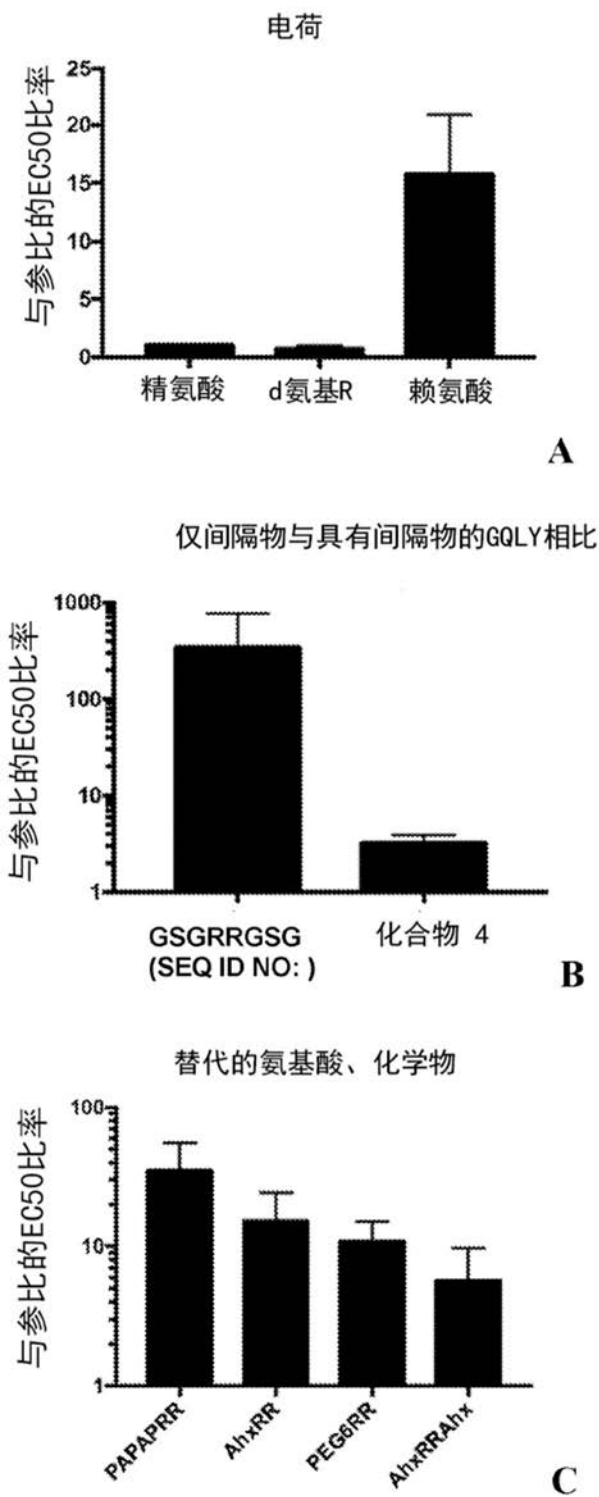 电荷
与参比的EC50比率
25
20
15
10
5
0
精氨酸 d氨基R 赖氨酸
A
仅间隔物与具有间隔物的GQLY相比
与参比的EC50比率
1000
100
10
1
GSGRRGSG 化合物 4
(SEQ ID NO: )
B
替代的氨基酸、化学物
与参比的EC50比率
100
10
1
PAPAPRR AhxRR PEG6RR AhxRRAhx
C